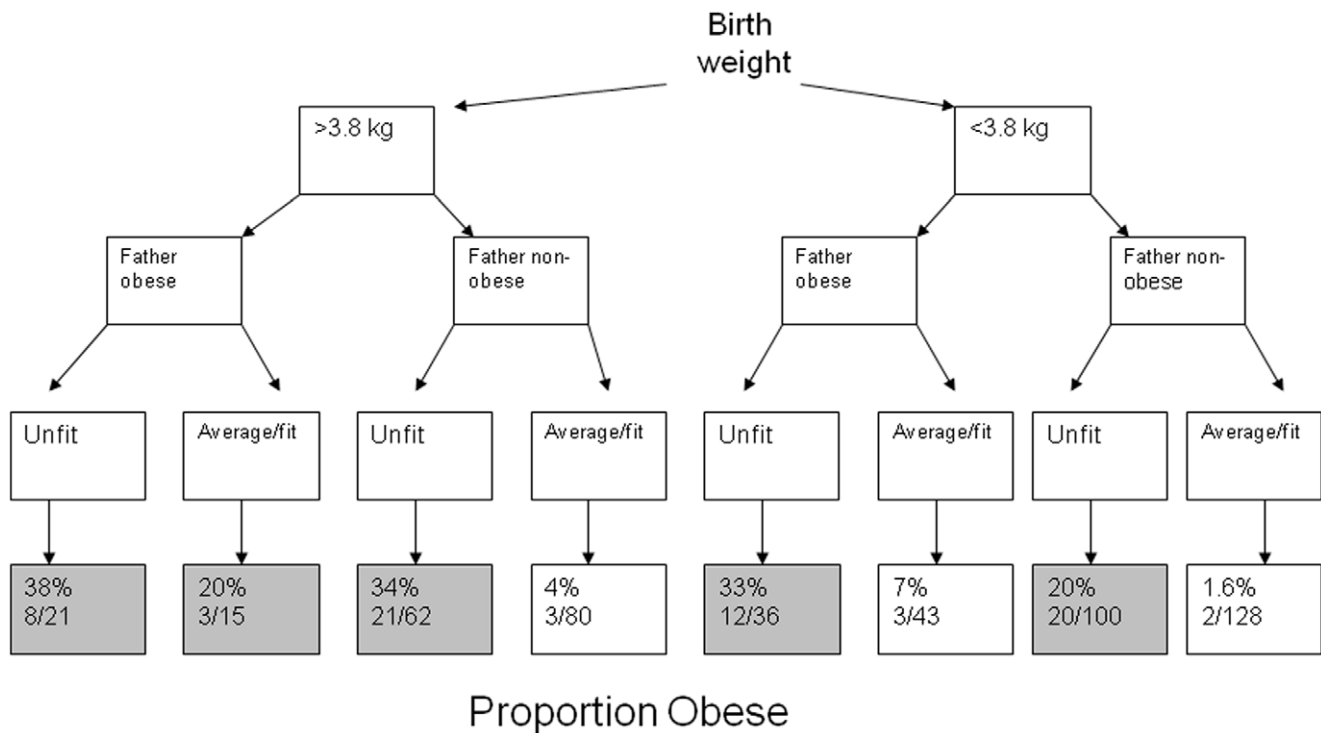 Birth
weight
>3.8 kg
<3.8 kg
Father
obese
Father non-
obese
Father
obese
Father non-
obese
Unfit
Average/fit
Unfit
Average/fit
Unfit
Average/fit
Unfit
Average/fit
38%
8/21
20%
3/15
34%
21/62
4%
3/80
33%
12/36
7%
3/43
20%
20/100
1.6%
2/128
Proportion Obese